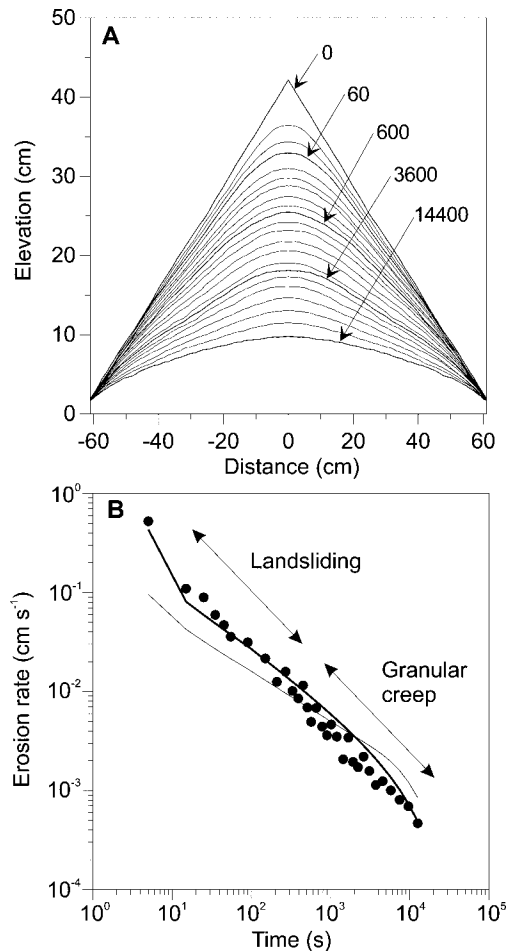 A
50
40
30
20
10
0
Elevation (cm)
0
60
600
3600
14400
-60 -40 -20 0 20 40 60
Distance (cm)
B
10^0
10^-1
10^-2
10^-3
10^-4
Erosion rate (cm s^-1)
Landsliding
Granular
creep
10^0 10^1 10^2 10^3 10^4 10^5
Time (s)